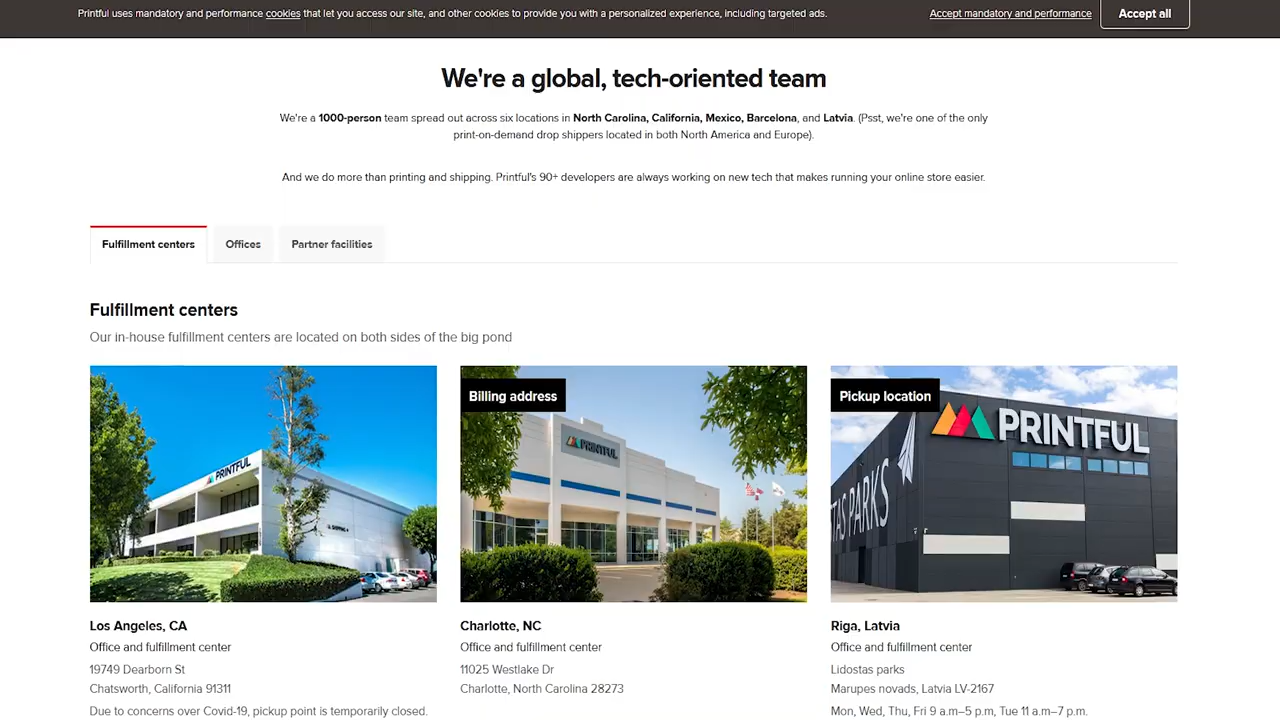 Printful uses mandatory and performance cookies that let you access our site, and other cookies to provide you with a personalized experience, including targeted ads.
Accept mandatory and performance
Accept all
We're a global, tech-oriented team
We're a 1000-person team spread out across six locations in North Carolina, California, Mexico, Barcelona, and Latvia. (Psst, we're one of the only
print-on-demand drop shippers located in both North America and Europe).
And we do more than printing and shipping. Printful's 90+ developers are always working on new tech that makes running your online store easier.
Fulfillment centers
Offices
Partner facilities
Fulfillment centers
Our in-house fulfillment centers are located on both sides of the big pond
PRINTFUL
Billing address
PRINTFUL
Pickup location
PRINTFUL
TAS PARKS
Los Angeles, CA
Office and fulfillment center
19749 Dearborn St
Chatsworth, California 91311
Due to concerns over Covid-19, pickup point is temporarily closed.
Charlotte, NC
Office and fulfillment center
11025 Westlake Dr
Charlotte, North Carolina 28273
Riga, Latvia
Office and fulfillment center
Lidostas parks
Marupes novads, Latvia LV-2167
Mon, Wed, Thu, Fri 9 a.m–5 p.m, Tue 11 a.m–7 p.m.